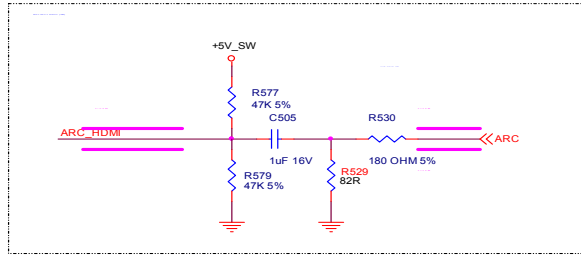 +5V_SW
R577
47K 5%
C505
R530
ARC_HDMI
ARC
1uF 16V
180 OHM 5%
R529
82R
R579
47K 5%